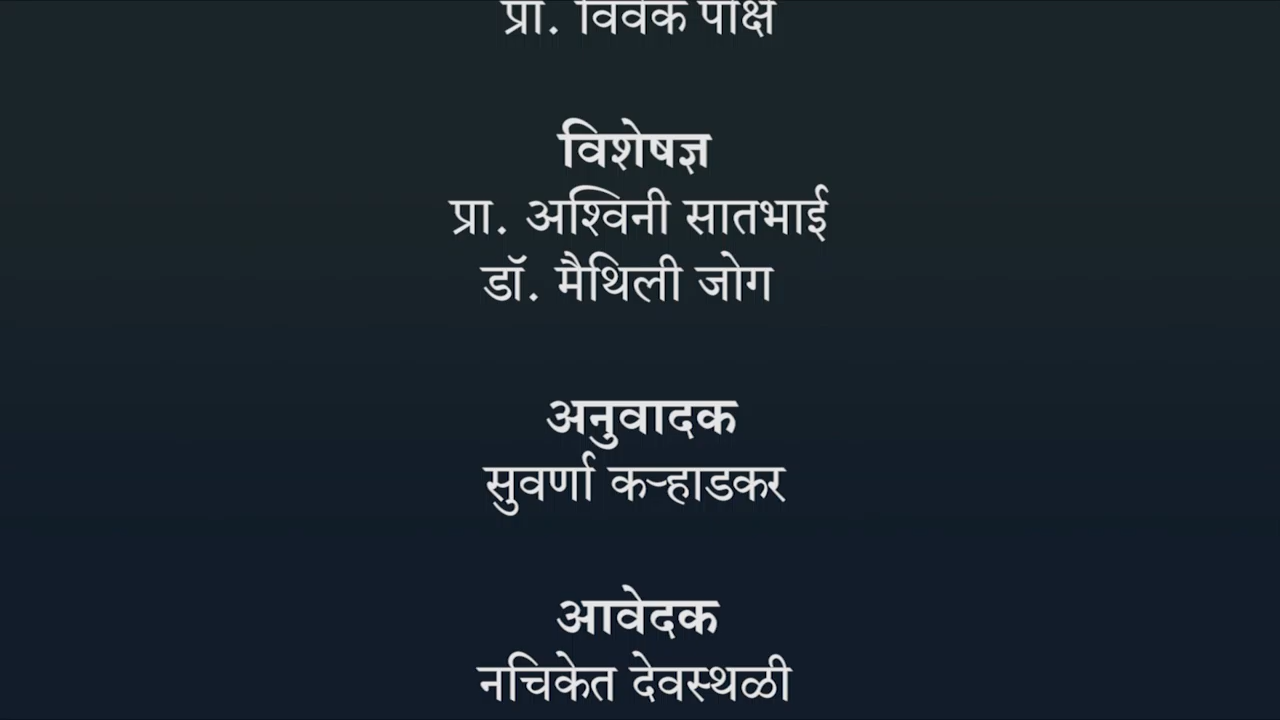 प्रा. विवेक
विशेषज्ञ
प्रा. अश्विनी सातभाई
डॉ. मैथिली जोग
अनुवादक
सुवर्णा कऱ्हाडकर
आवेदक
नचिकेत देवस्थळी